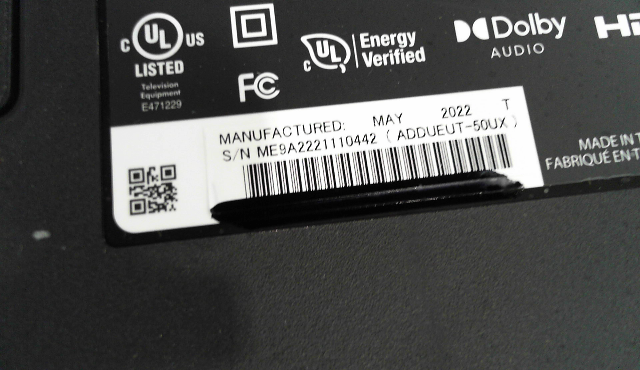 C UL US
LISTED
Television
Equipment
E471229
FC
C UL
Energy
Verified
Dolby
AUDIO
MANUFACTURED: MAY 2022 T
S/N ME9A2221110442 ( ADDUEUT-50UX )
MADE IN
FABRIQUÉ EN